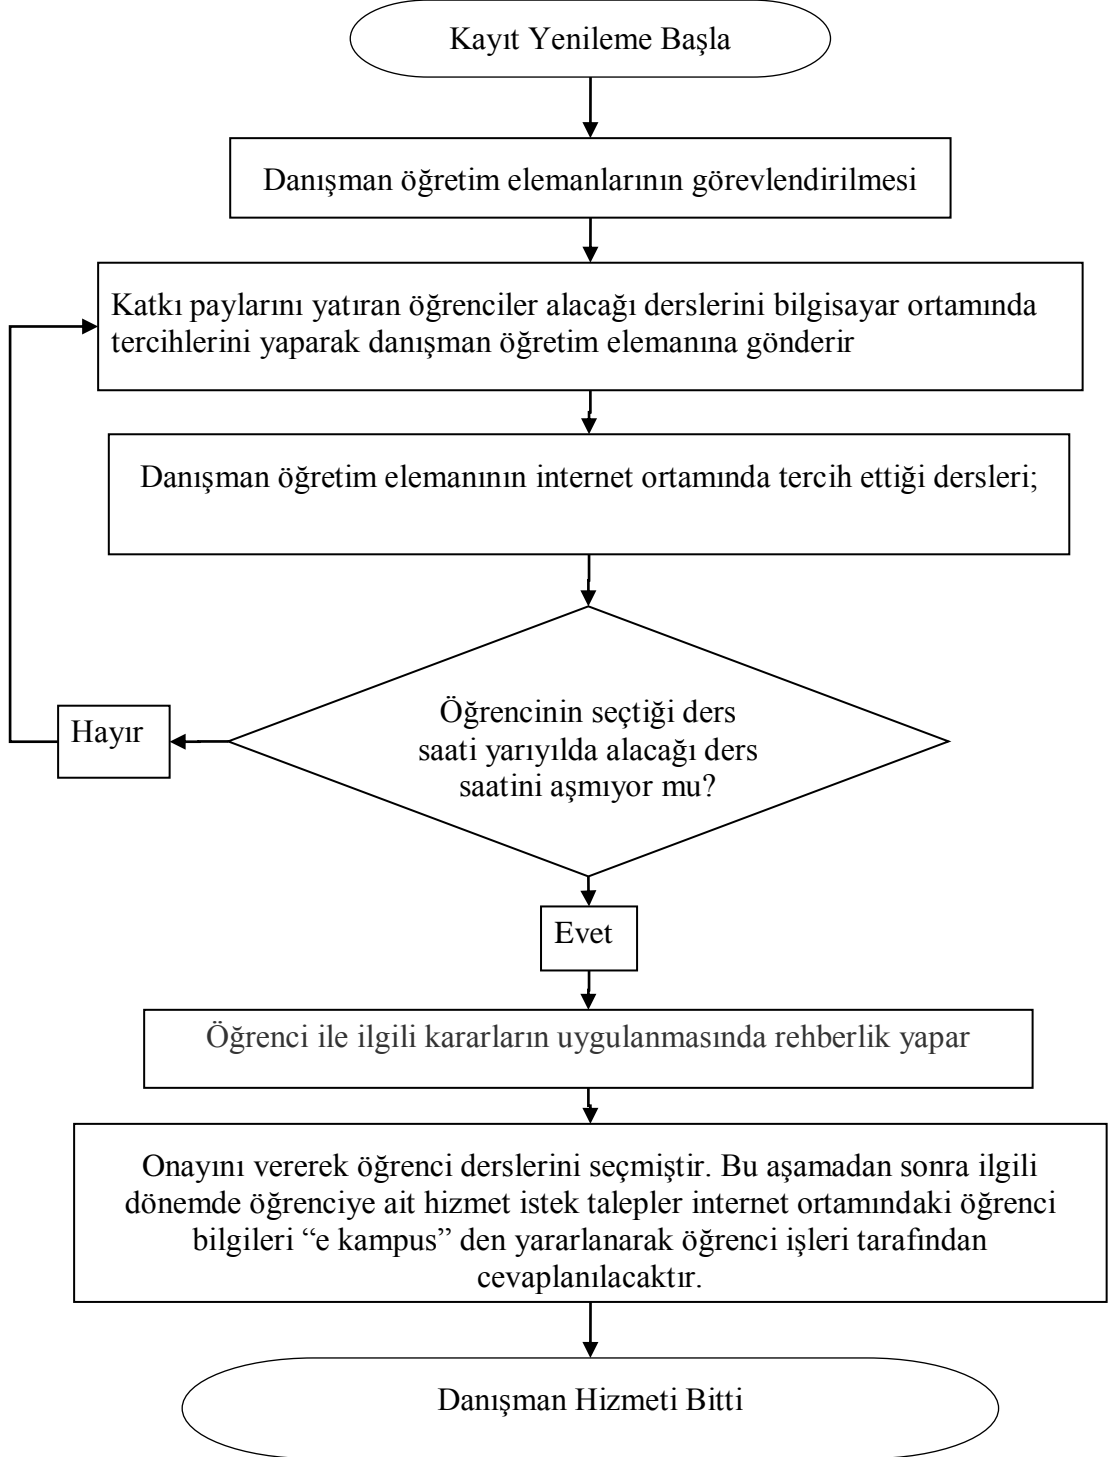 Kayıt Yenileme Başla
Danışman öğretim elemanlarının görevlendirilmesi
Katkı paylarını yatıran öğrenciler alacağı derslerini bilgisayar ortamında
tercihlerini yaparak danışman öğretim elemanına gönderir
Danışman öğretim elemanının internet ortamında tercih ettiği dersleri;
Öğrencinin seçtiği ders
saati yarıyılda alacağı ders
saatini aşmıyor mu?
Hayır
Evet
Öğrenci ile ilgili kararların uygulanmasında rehberlik yapar
Onayını vererek öğrenci derslerini seçmiştir. Bu aşamadan sonra ilgili
dönemde öğrenciye ait hizmet istek talepler internet ortamındaki öğrenci
bilgileri “e kampus” den yararlanarak öğrenci işleri tarafından
cevaplanılacaktır.
Danışman Hizmeti Bitti